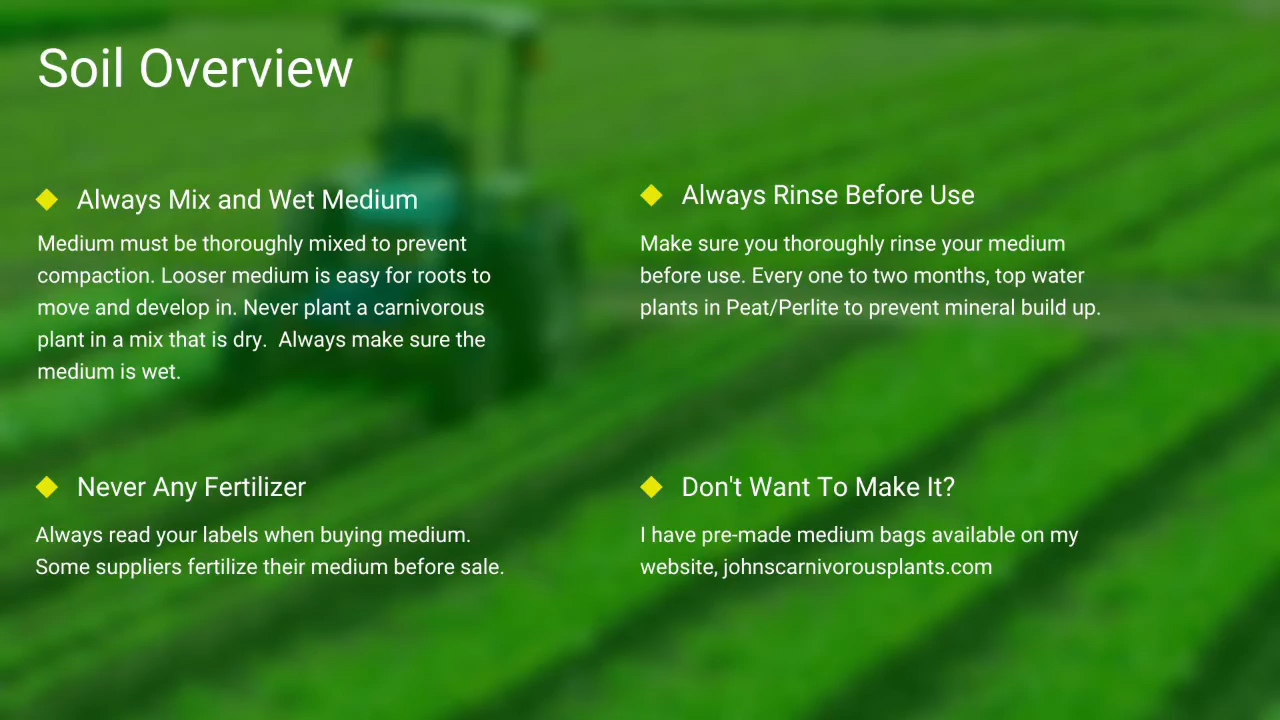 Soil Overview
Always Mix and Wet Medium
Medium must be thoroughly mixed to prevent
compaction. Looser medium is easy for roots to
move and develop in. Never plant a carnivorous
plant in a mix that is dry.  Always make sure the
medium is wet.
Always Rinse Before Use
Make sure you thoroughly rinse your medium
before use. Every one to two months, top water
plants in Peat/Perlite to prevent mineral build up.
Never Any Fertilizer
Always read your labels when buying medium.
Some suppliers fertilize their medium before sale.
Don't Want To Make It?
I have pre-made medium bags available on my
website, johnscarnivorousplants.com